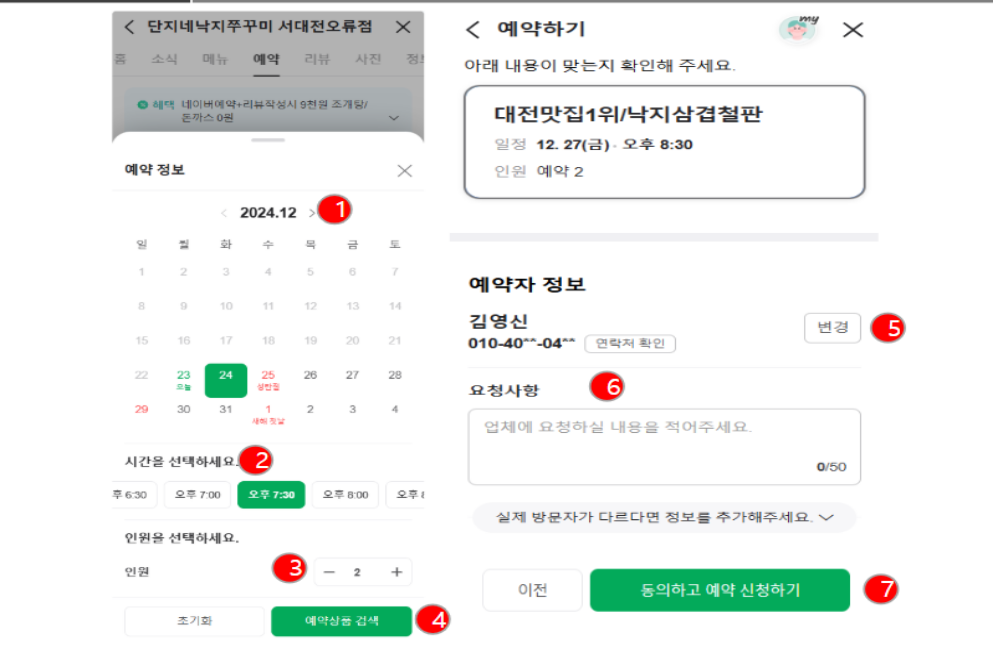 단지네낙지쭈꾸미 서대전오류점
홈 소식 메뉴 예약 리뷰 사진 정보
혜택 네이버예약+리뷰작성시 9천원 조개탕/
돈까스 0원
예약 정보
2024.12
1
일 월 화 수 목 금 토
1 2 3 4 5 6 7
8 9 10 11 12 13 14
15 16 17 18 19 20 21
22 23 24 25 26 27 28
오늘 성탄절
29 30 31 1 2 3 4
새해 첫날
시간을 선택하세요.
2
후 6:30 오후 7:00 오후 7:30 오후 8:00 오후
인원을 선택하세요.
인원
3
− 2 +
초기화 예약상품 검색
4
예약하기
my
아래 내용이 맞는지 확인해 주세요.
대전맛집1위/낙지삼겹철판
일정 12. 27(금)· 오후 8:30
인원 예약 2
예약자 정보
김영신
010-40**-04** 연락처 확인
변경
5
요청사항
6
업체에 요청하실 내용을 적어주세요.
0/50
실제 방문자가 다르다면 정보를 추가해주세요.
이전 동의하고 예약 신청하기
7